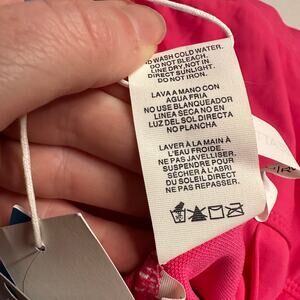 D WASH COLD WATER.
DO NOT BLEACH.
LINE DRY, NOT IN
DIRECT SUNLIGHT.
DO NOT IRON.
LAVA A MANO CON
AGUA FRIA
NO USE BLANQUEADOR
LINEA SECA NO EN
LUZ DEL SOL DIRECTA
NO PLANCHA
LAVER À LA MAIN À
L'EAU FROIDE.
NE PAS JAVELLISER.
SUSPENDRE POUR
SÉCHER À L'ABRI
DU SOLEIL DIRECT
NE PAS REPASSER.